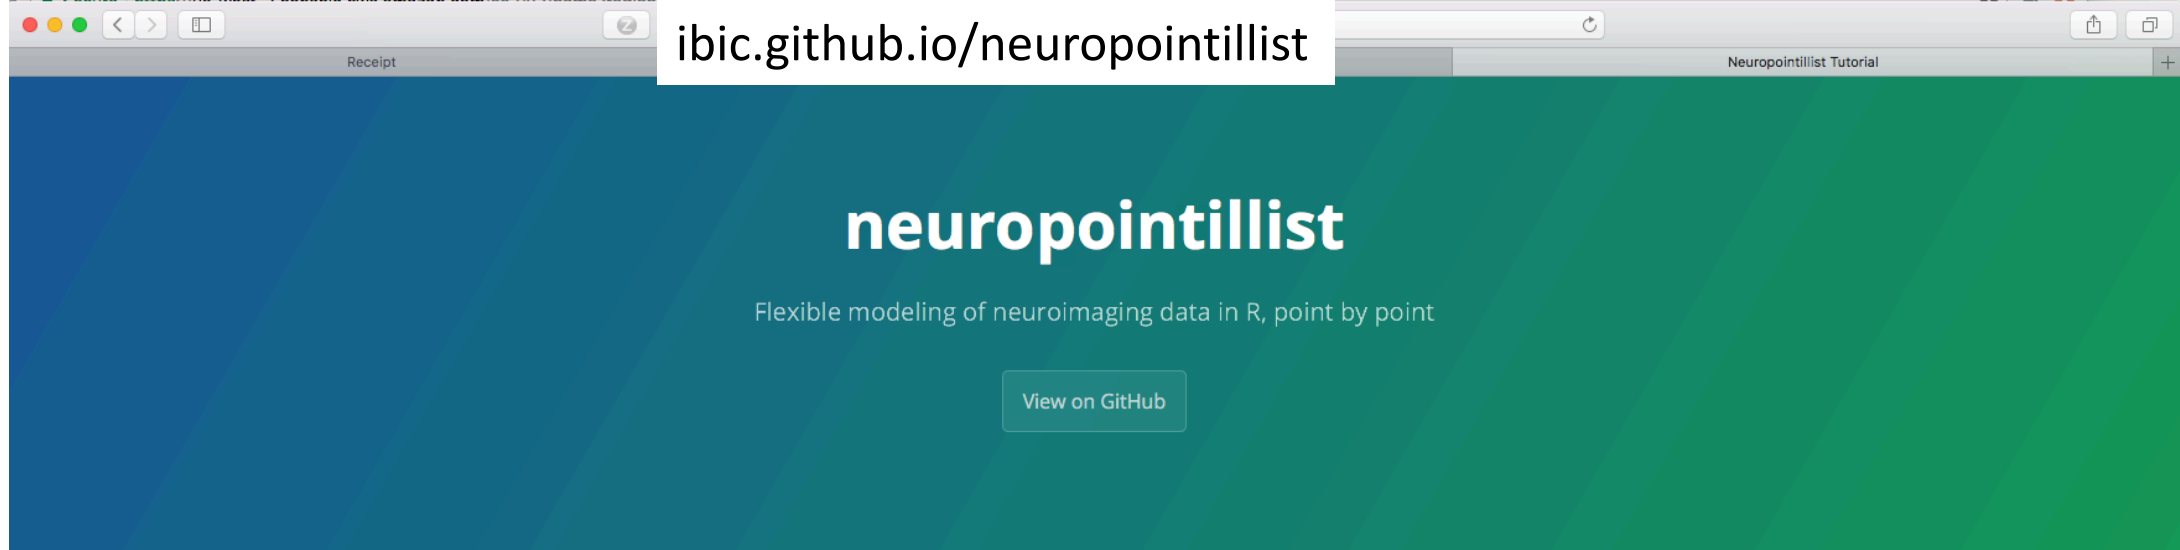 ibic.github.io/neuropointillist
Receipt
Neuropointillist Tutorial
neuropointillist
Flexible modeling of neuroimaging data in R, point by point
View on GitHub